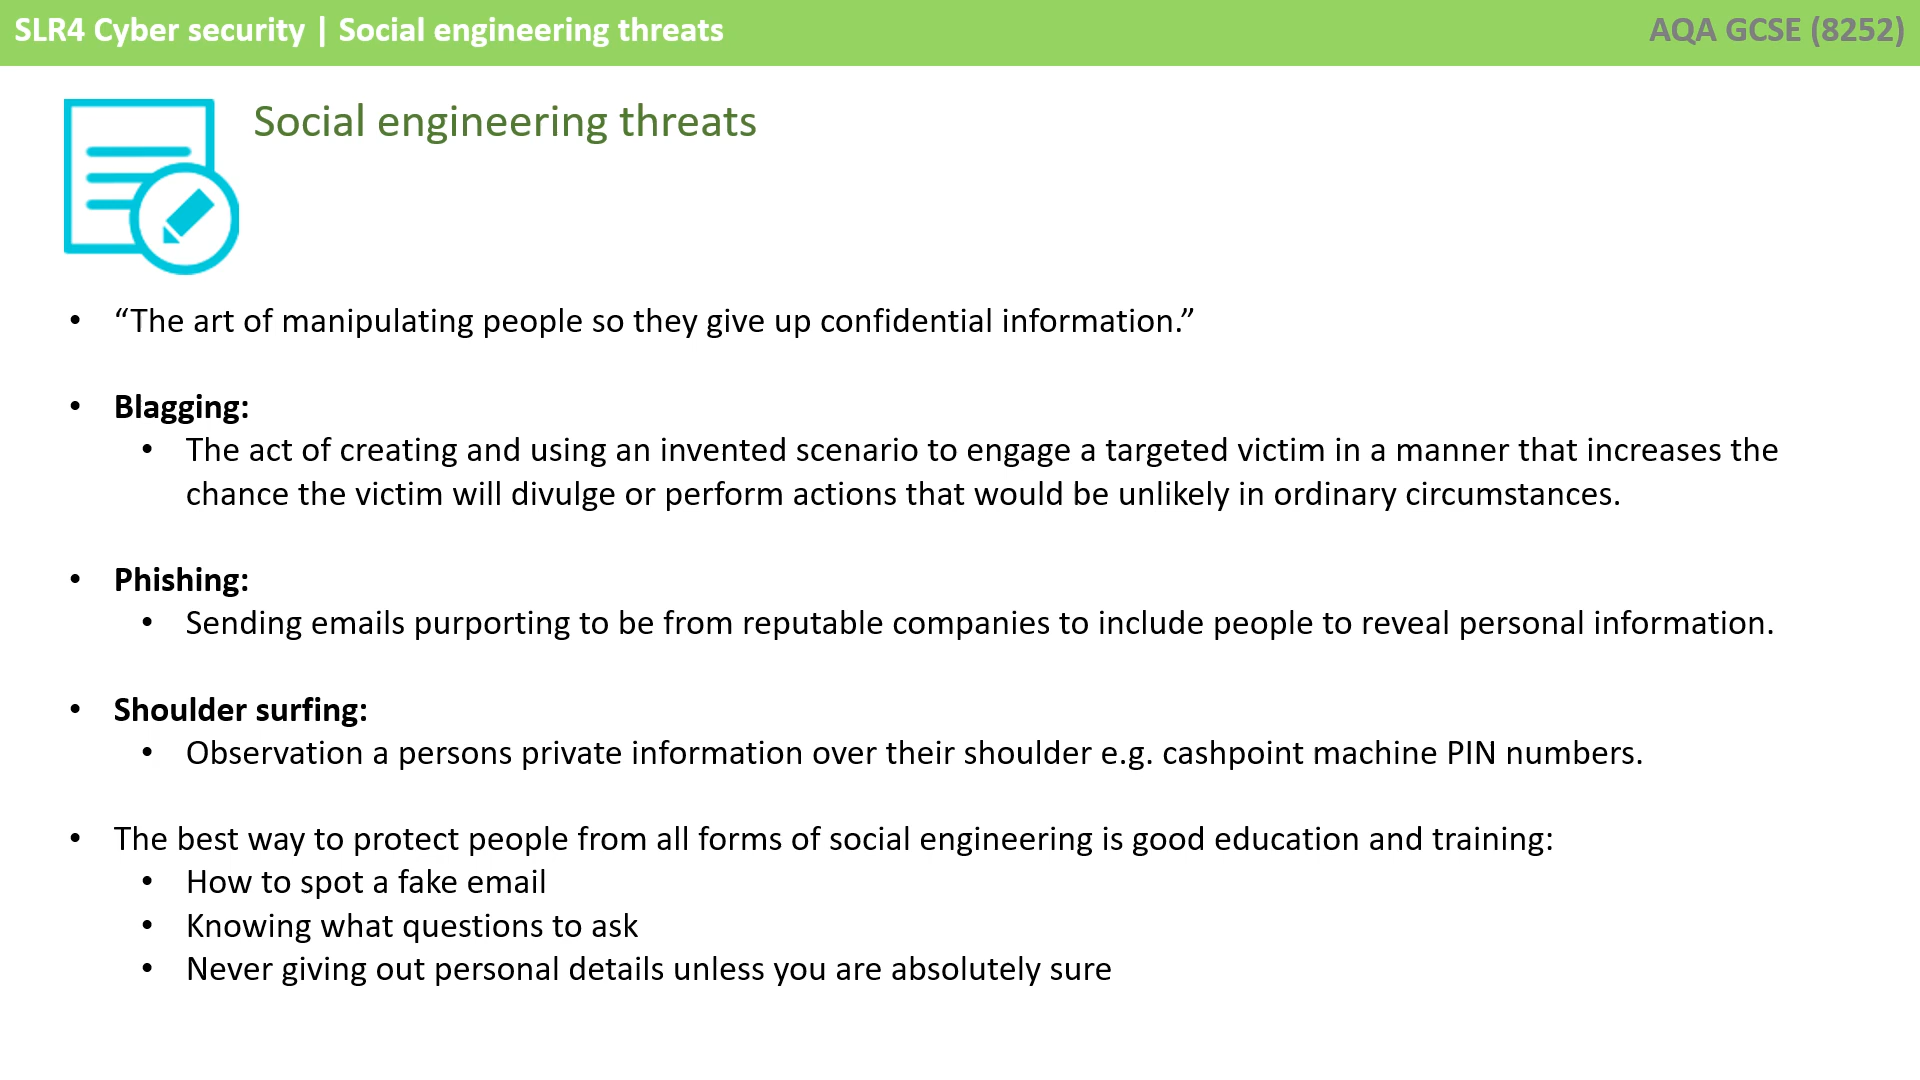 SLR4 Cyber security | Social engineering threats
AQA GCSE (8252)
Social engineering threats
• “The art of manipulating people so they give up confidential information.”
• Blagging:
• The act of creating and using an invented scenario to engage a targeted victim in a manner that increases the
chance the victim will divulge or perform actions that would be unlikely in ordinary circumstances.
• Phishing:
• Sending emails purporting to be from reputable companies to include people to reveal personal information.
• Shoulder surfing:
• Observation a persons private information over their shoulder e.g. cashpoint machine PIN numbers.
• The best way to protect people from all forms of social engineering is good education and training:
• How to spot a fake email
• Knowing what questions to ask
• Never giving out personal details unless you are absolutely sure